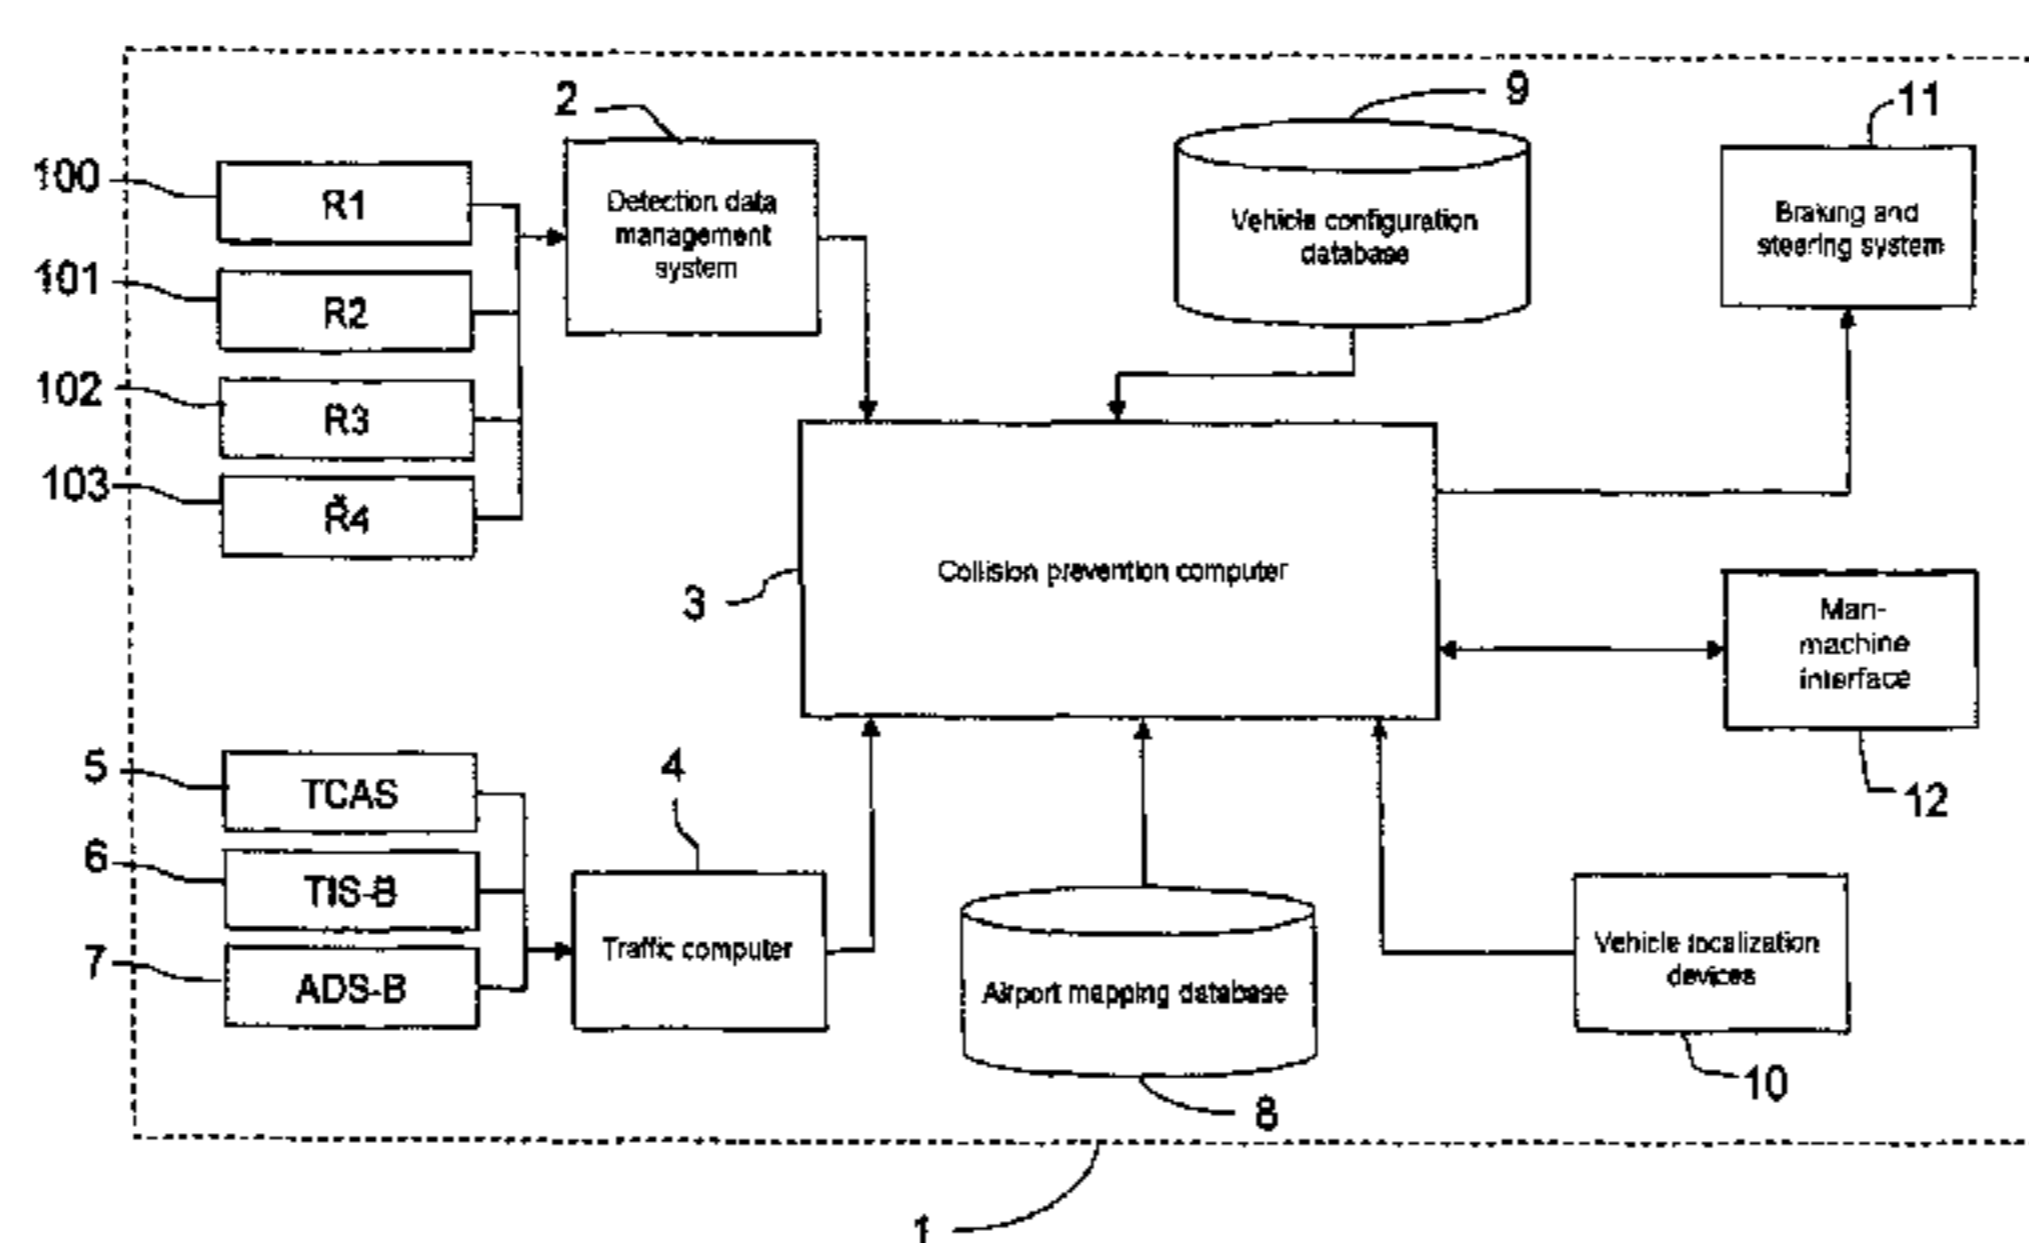 2
9
11
100
R1
Detection data
management
system
Vehicle configuration
database
Braking and
steering system
101
R2
102
R3
103
R4
3
Collision prevention computer
Man-
machine
interface
12
5
TCAS
4
6
TIS-B
7
ADS-B
Traffic computer
Airport mapping database
Vehicle localization
devices
10
8
1